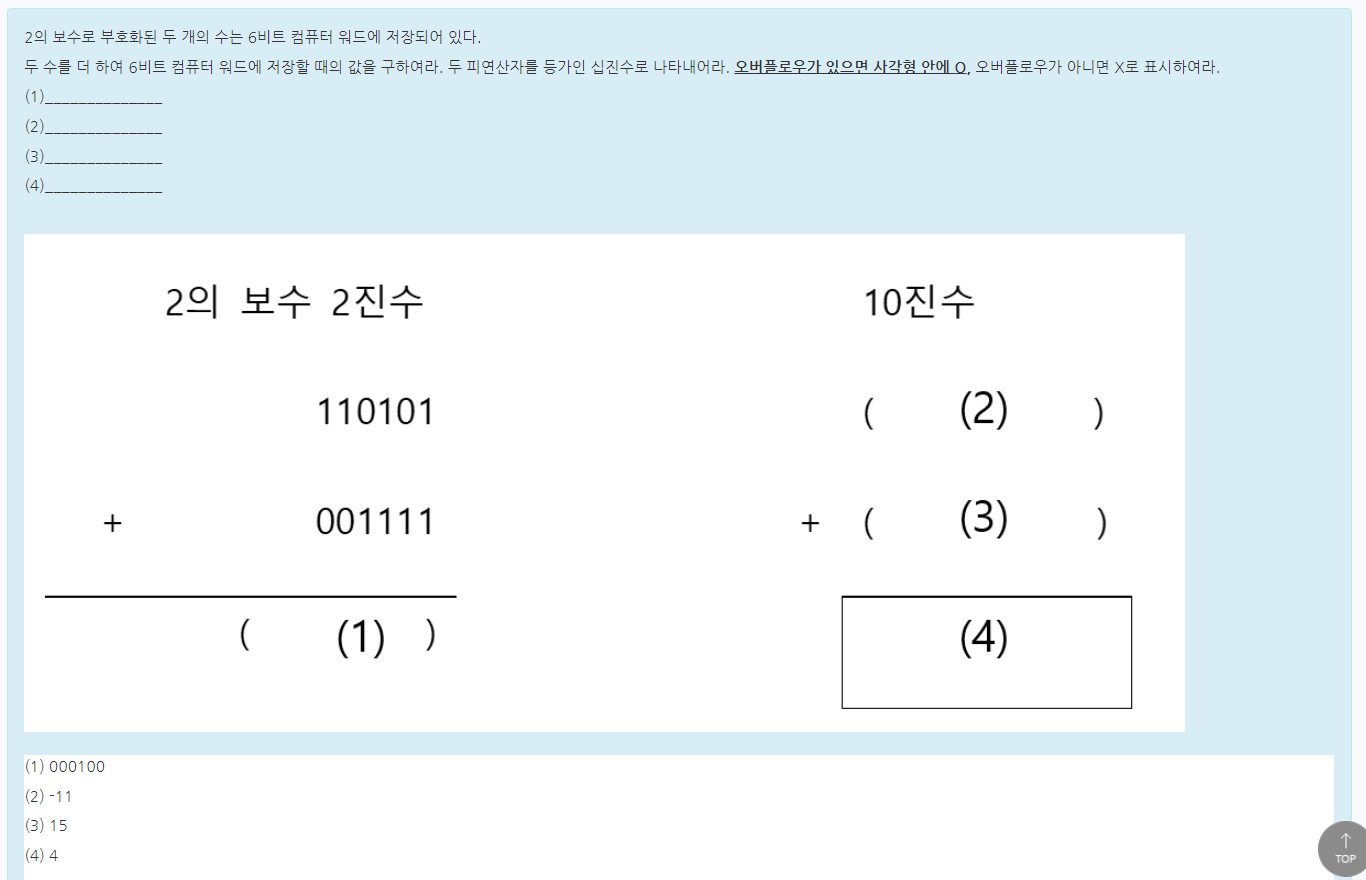 2의 보수로 부호화된 두 개의 수는 6비트 컴퓨터 워드에 저장되어 있다.
두 수를 더 하여 6비트 컴퓨터 워드에 저장할 때의 값을 구하여라. 두 피연산자를 등가인 십진수로 나타내어라. 오버플로우가 있으면 사각형 안에 O, 오버플로우가 아니면 X로 표시하여라.
(1)______________
(2)______________
(3)______________
(4)______________
2의 보수 2진수 10진수
110101 ( (2) )
+ 001111 + ( (3) )
( (1) ) (4)
(1) 000100
(2) -11
(3) 15
(4) 4
↑
TOP